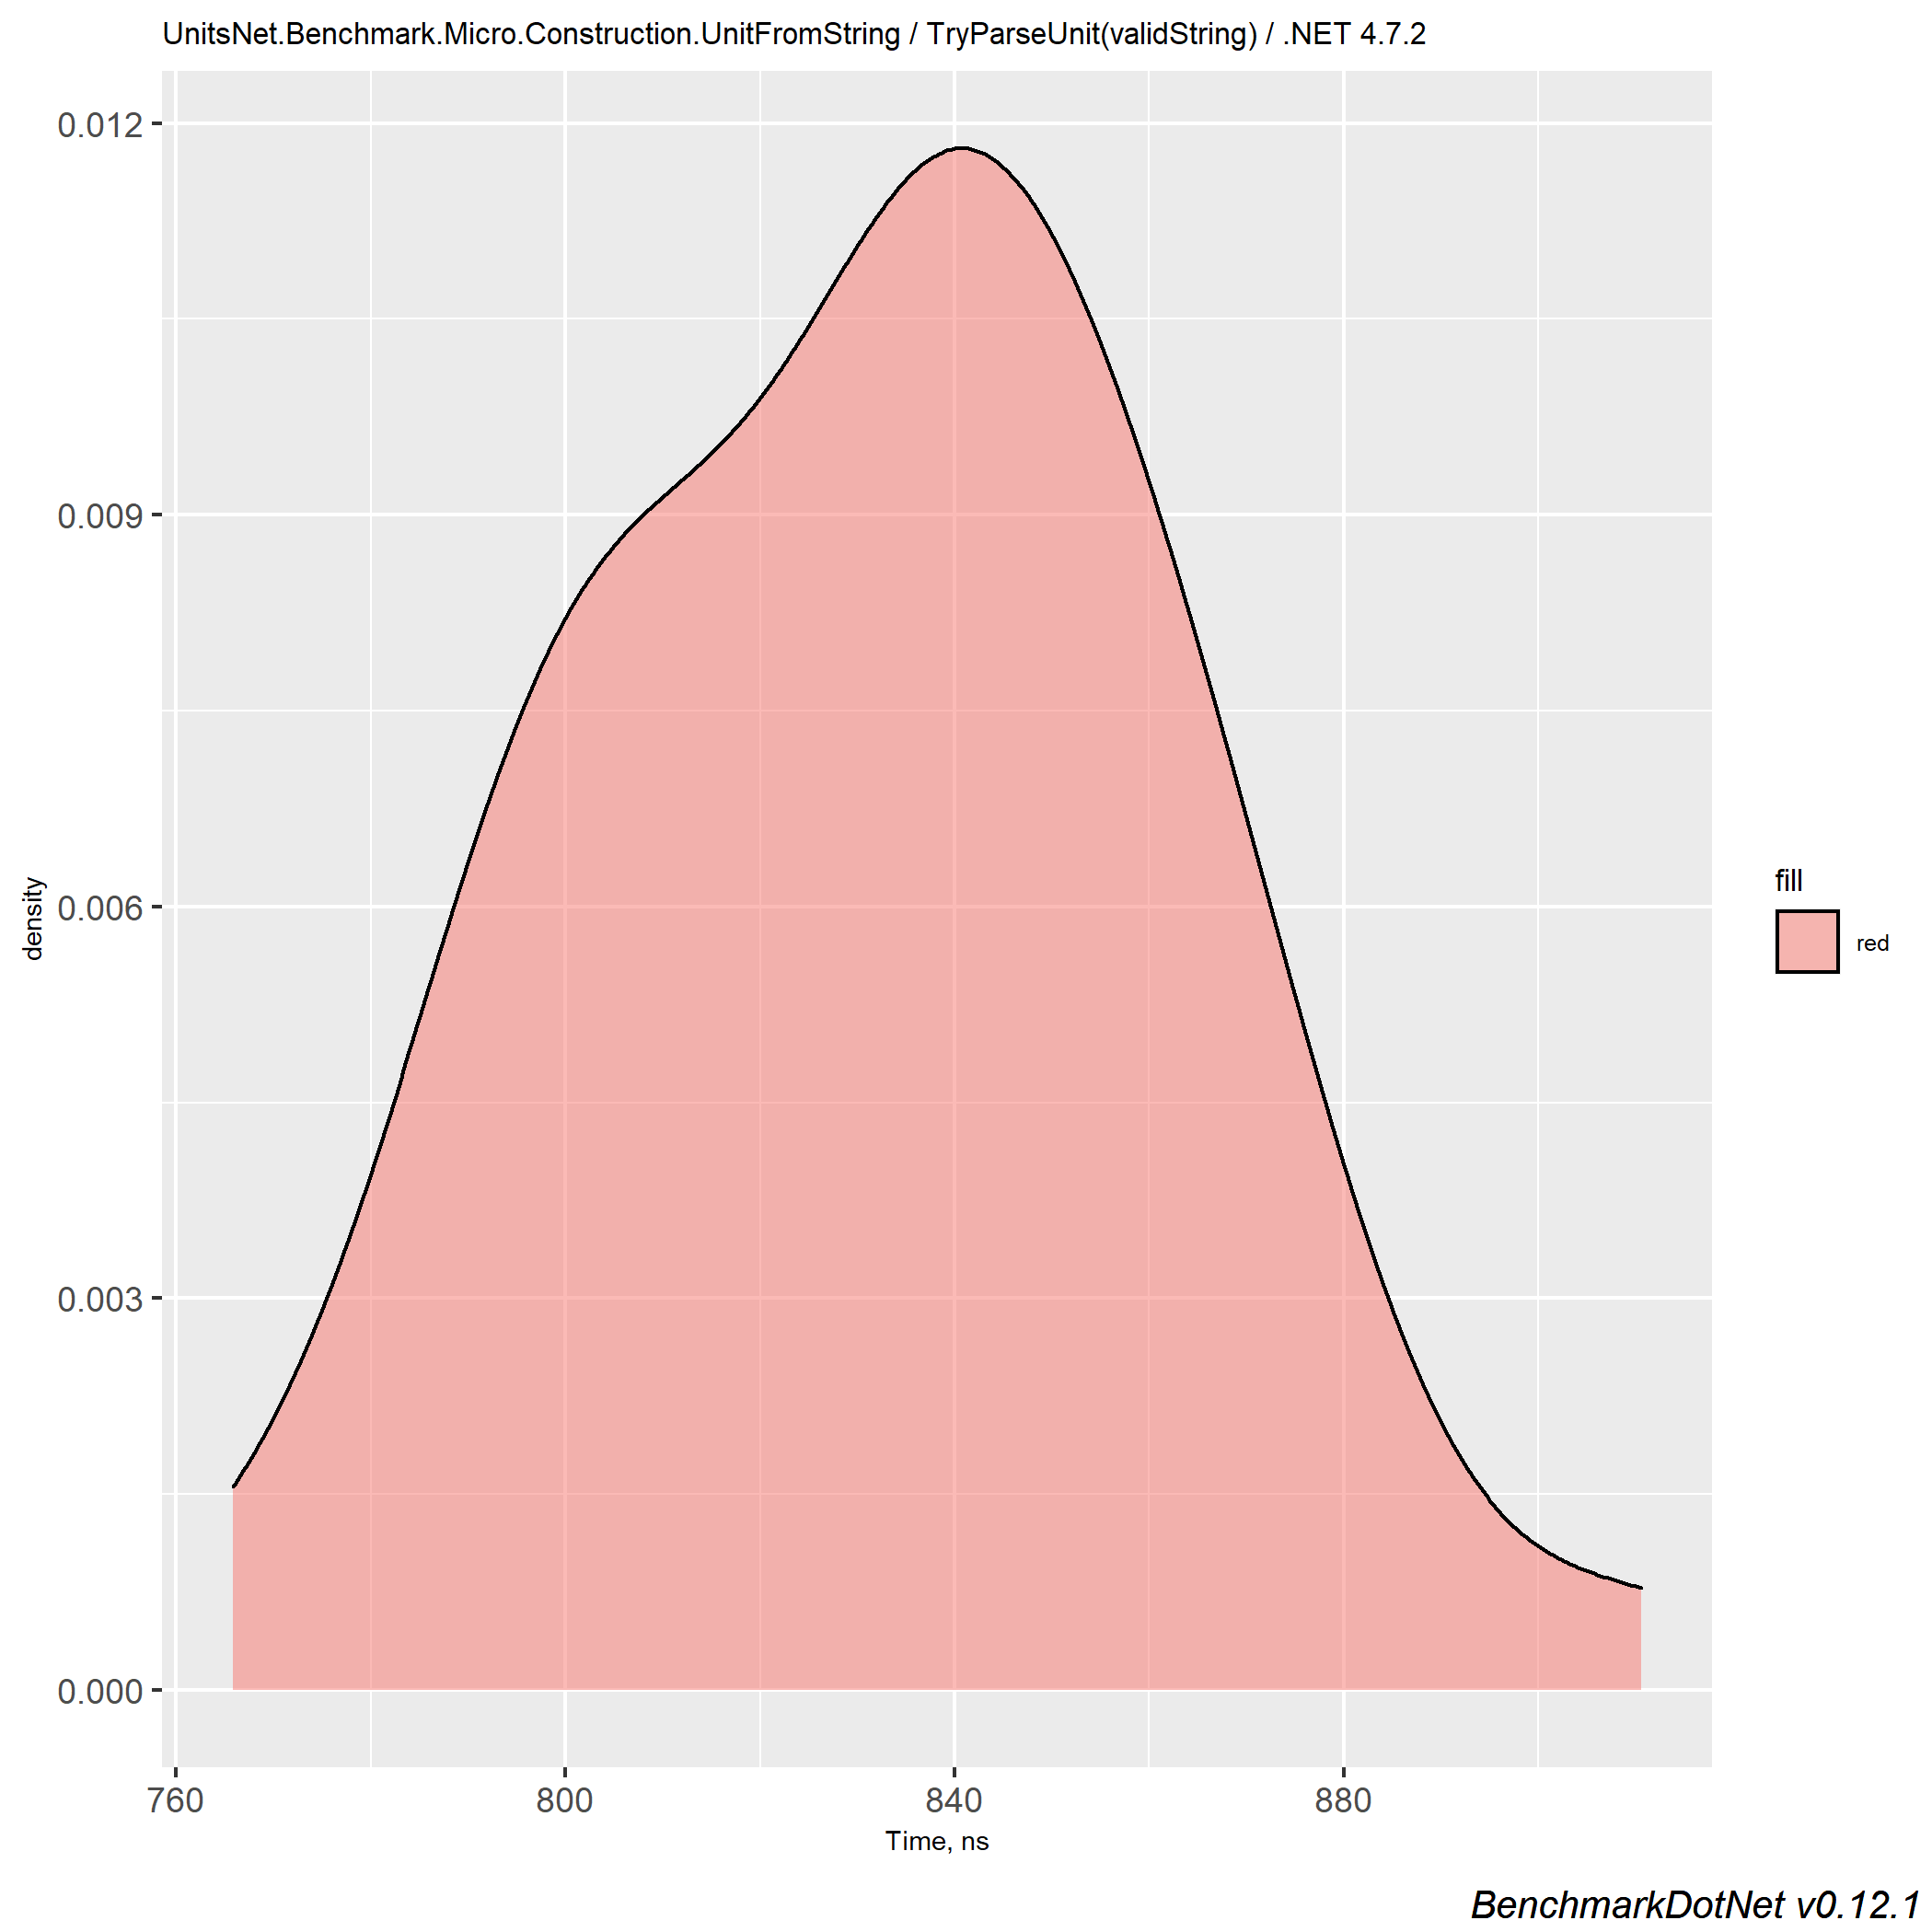 UnitsNet.Benchmark.Micro.Construction.UnitFromString / TryParseUnit(validString) / .NET 4.7.2
0.012
0.009
0.006
0.003
0.000
density
760
800
840
880
Time, ns
fill
red
BenchmarkDotNet v0.12.1